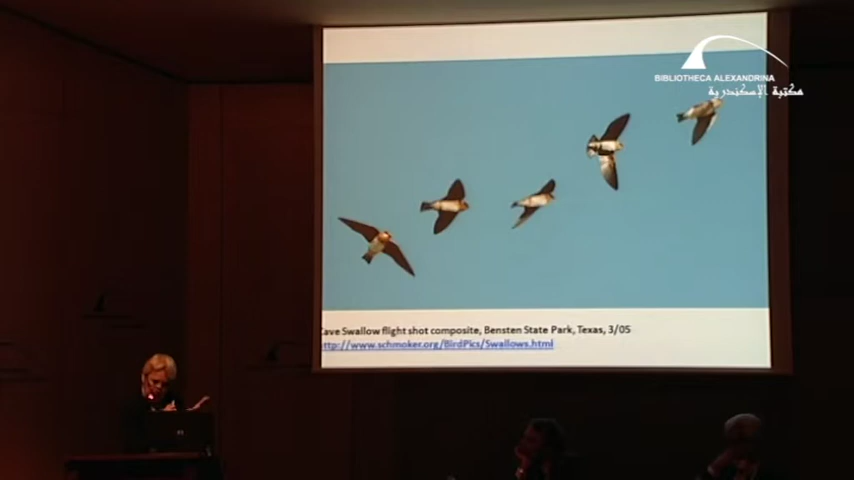 BIBLIOTHECA ALEXANDRINA
مكتبة الإسكندرية
Cave Swallow flight shot composite, Bensten State Park, Texas, 3/05
http://www.schmoker.org/BirdPics/Swallows.html